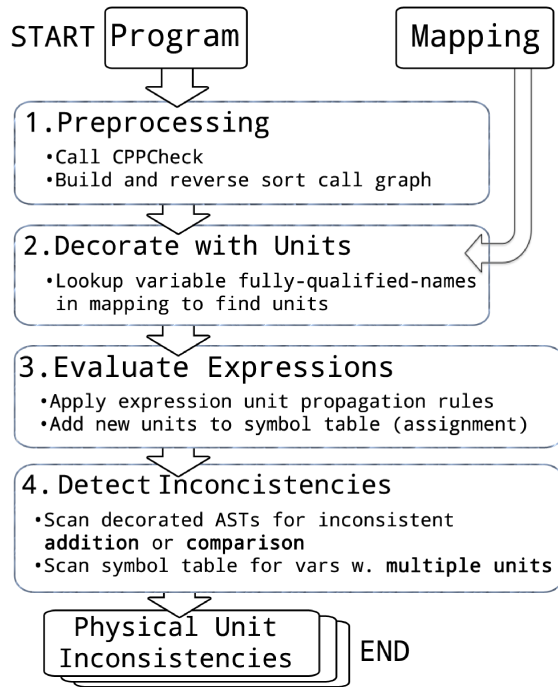 START Program
Mapping
1.Preprocessing
•Call CPPCheck
•Build and reverse sort call graph
2.Decorate with Units
•Lookup variable fully-qualified-names
in mapping to find units
3.Evaluate Expressions
•Apply expression unit propagation rules
•Add new units to symbol table (assignment)
4. Detect Inconcistencies
•Scan decorated ASTs for inconsistent
addition or comparison
•Scan symbol table for vars w. multiple units
Physical Unit
Inconsistencies
END